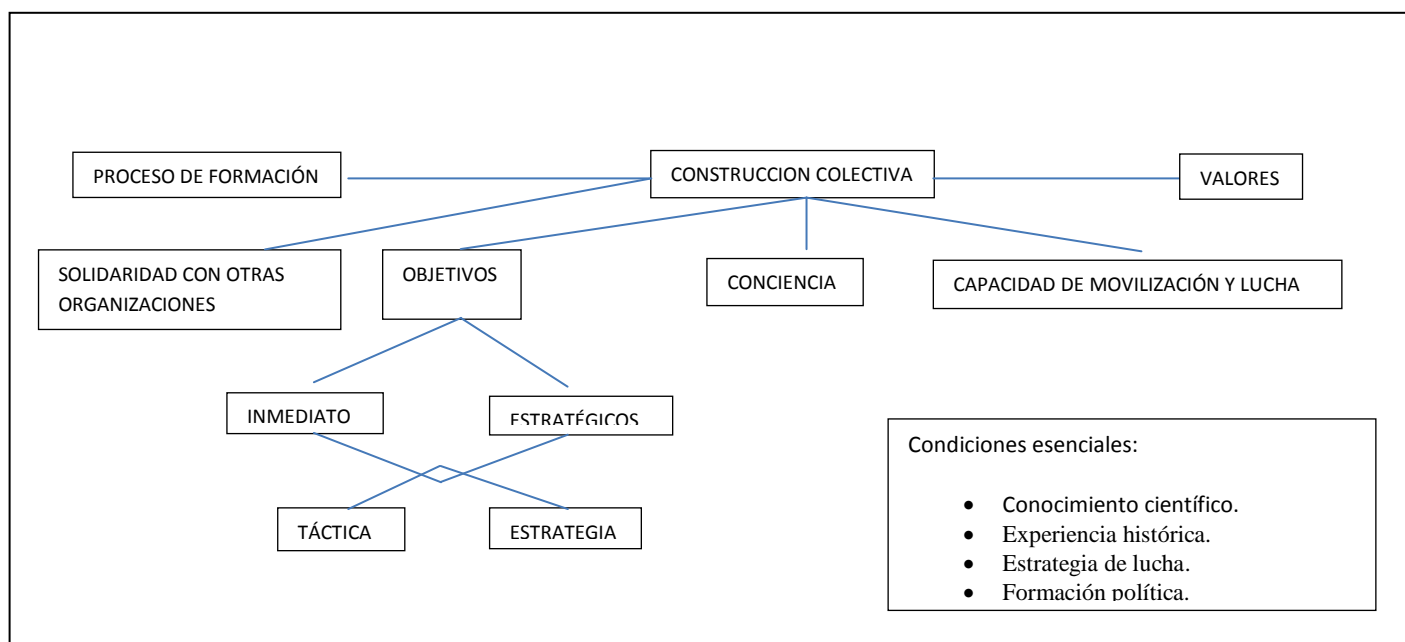 PROCESO DE FORMACIÓN
CONSTRUCCION COLECTIVA
VALORES
SOLIDARIDAD CON OTRAS
ORGANIZACIONES
OBJETIVOS
CONCIENCIA
CAPACIDAD DE MOVILIZACIÓN Y LUCHA
INMEDIATO
ESTRATÉGICOS
TÁCTICA
ESTRATEGIA
Condiciones esenciales:
• Conocimiento científico.
• Experiencia histórica.
• Estrategia de lucha.
• Formación política.